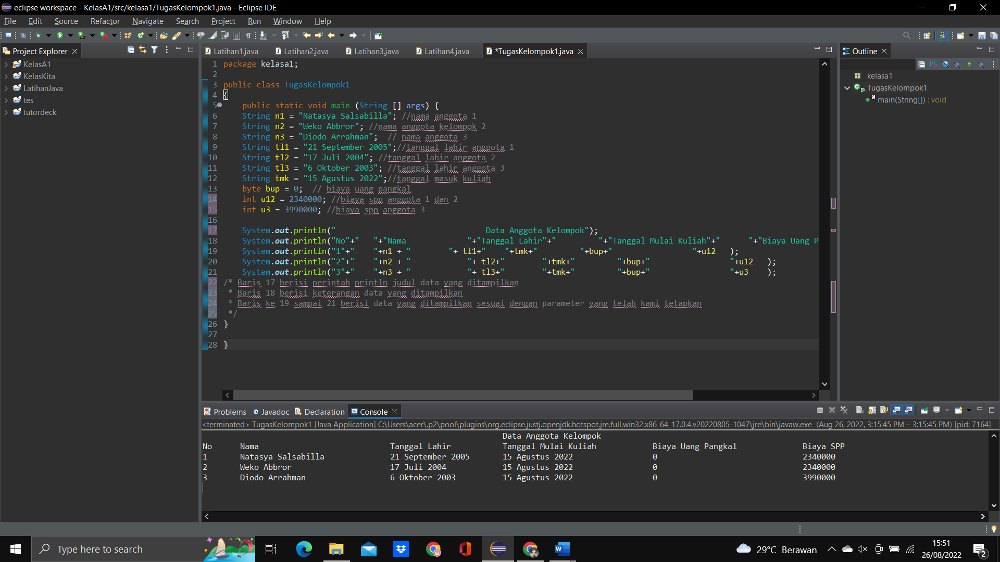 eclipse workspace - KelasA1/src/kelasa1/TugasKelompok1.java - Eclipse IDE
File Edit Source Refactor Navigate Search Project Run Window Help
Project Explorer
KelasA1
KelasKita
LatihanJava
tes
tutordeck
Latihan1.java Latihan2.java Latihan3.java Latihan4.java *TugasKelompok1.java
1 package kelasa1;
2
3 public class TugasKelompok1
4 {
5 public static void main (String [] args) {
6 String n1 = "Natasya Salsabilla"; //nama anggota 1
7 String n2 = "Weko Abbror"; //nama anggota kelompok 2
8 String n3 = "Diodo Arrahman"; // nama anggota 3
9 String tl1 = "21 September 2005";//tanggal lahir anggota 1
10 String tl2 = "17 Juli 2004"; //tanggal lahir anggota 2
11 String tl3 = "6 Oktober 2003"; //tanggal lahir anggota 3
12 String tmk = "15 Agustus 2022";//tanggal masuk kuliah
13 byte bup = 0; // biaya uang pangkal
14 int u12 = 2340000; //biaya spp anggota 1 dan 2
15 int u3 = 3990000; //biaya spp anggota 3
16
17 System.out.println(" Data Anggota Kelompok");
18 System.out.println("No"+" "+"Nama "+"Tanggal Lahir"+" "+"Tanggal Mulai Kuliah"+" "+"Biaya Uang P
19 System.out.println("1"+" "+n1 + " "+ tl1+" "+tmk+" "+bup+" "+u12 );
20 System.out.println("2"+" "+n2 + " "+ tl2+" "+tmk+" "+bup+" "+u12 );
21 System.out.println("3"+" "+n3 + " "+ tl3+" "+tmk+" "+bup+" "+u3 );
22 /* Baris 17 berisi perintah println judul data yang ditampilkan
23 * Baris 18 berisi keterangan data yang ditampilkan
24 * Baris ke 19 sampai 21 berisi data yang ditampilkan sesuai dengan parameter yang telah kami tetapkan
25 */
26 }
27
28 }
Outline
kelasa1
TugasKelompok1
main(String[]) : void
Problems Javadoc Declaration Console
<terminated> TugasKelompok1 [Java Application] C:\Users\acer\.p2\pool\plugins\org.eclipse.justj.openjdk.hotspot.jre.full.win32.x86_64_17.0.4.v20220805-1047\jre\bin\javaw.exe (Aug 26, 2022, 3:15:45 PM – 3:15:45 PM) [pid: 7164]
Data Anggota Kelompok
No Nama Tanggal Lahir Tanggal Mulai Kuliah Biaya Uang Pangkal Biaya SPP
1 Natasya Salsabilla 21 September 2005 15 Agustus 2022 0 2340000
2 Weko Abbror 17 Juli 2004 15 Agustus 2022 0 2340000
3 Diodo Arrahman 6 Oktober 2003 15 Agustus 2022 0 3990000
Type here to search
29°C Berawan
15:51
26/08/2022
2